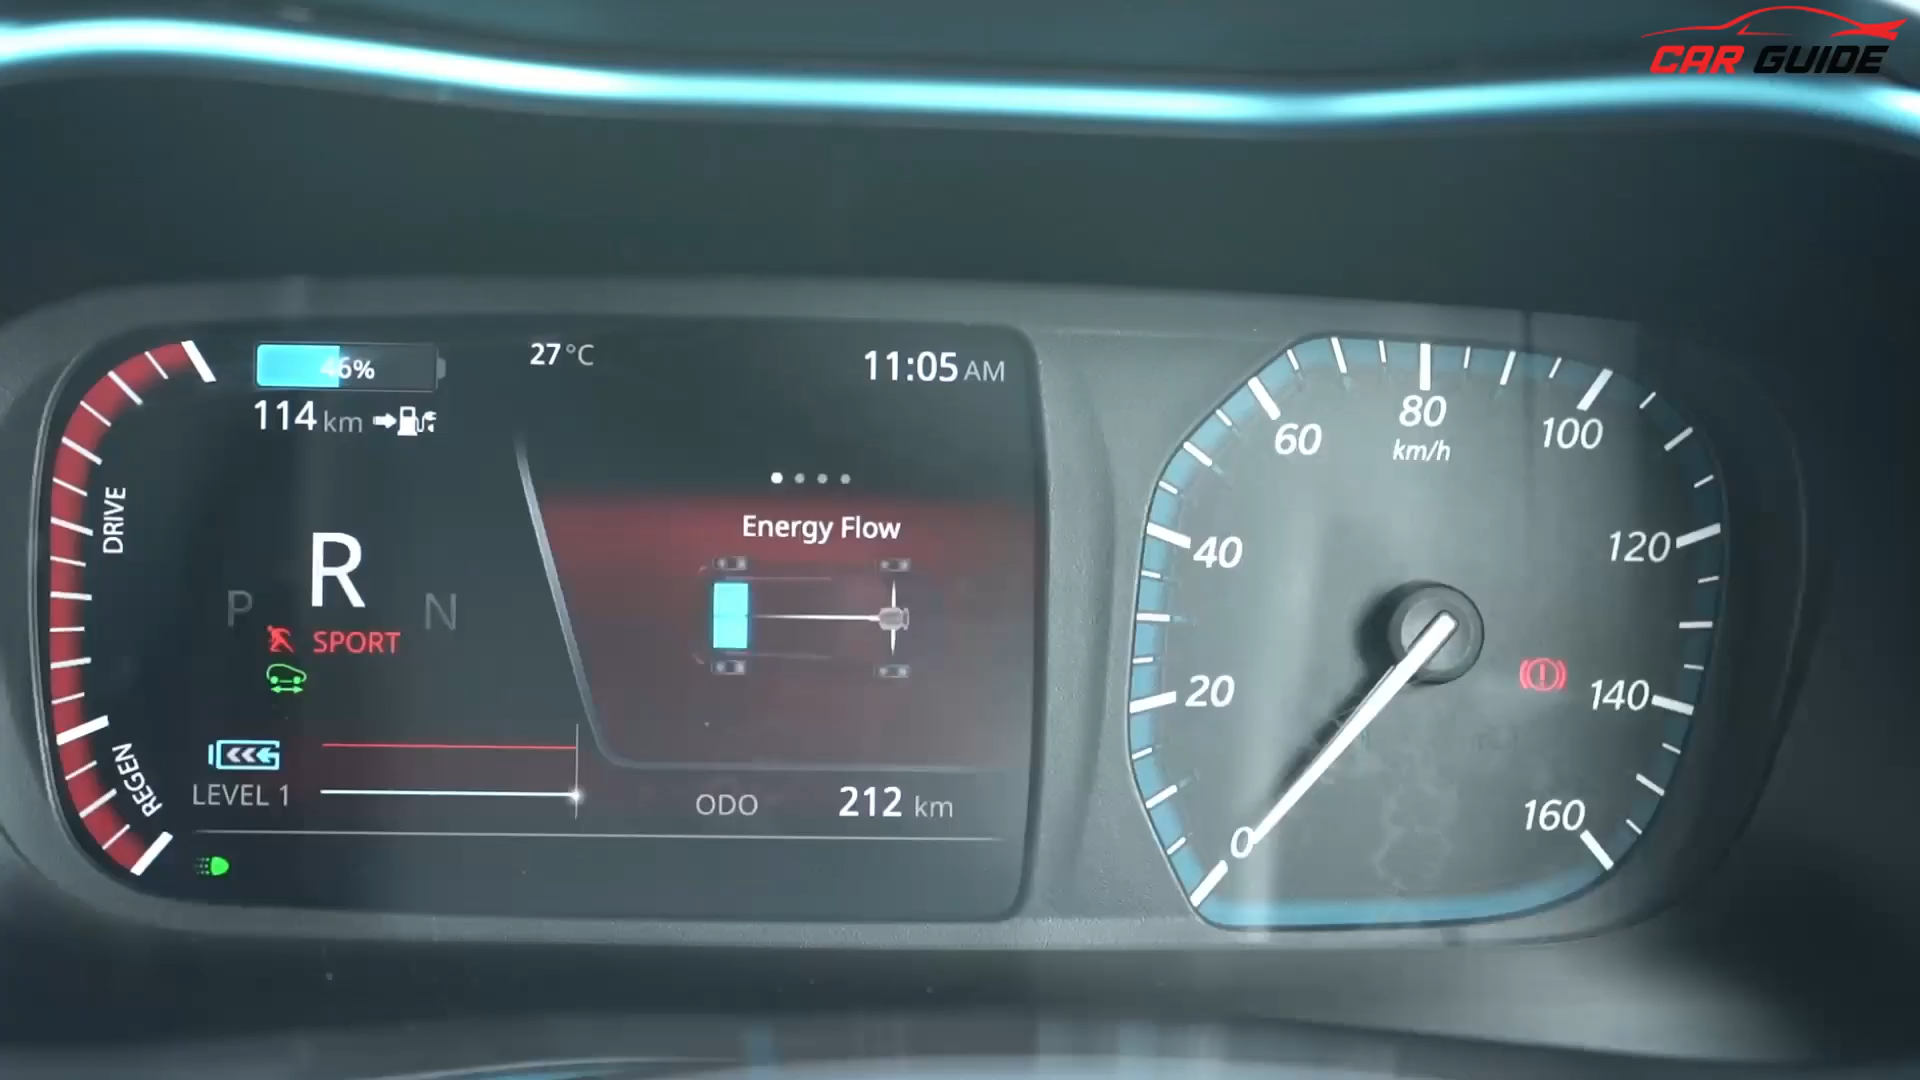 CAR GUIDE
46%
27°C
11:05 AM
114 km
DRIVE
R
P
N
SPORT
REGEN
LEVEL 1
Energy Flow
ODO 212 km
0
20
40
60
80
km/h
100
120
140
160